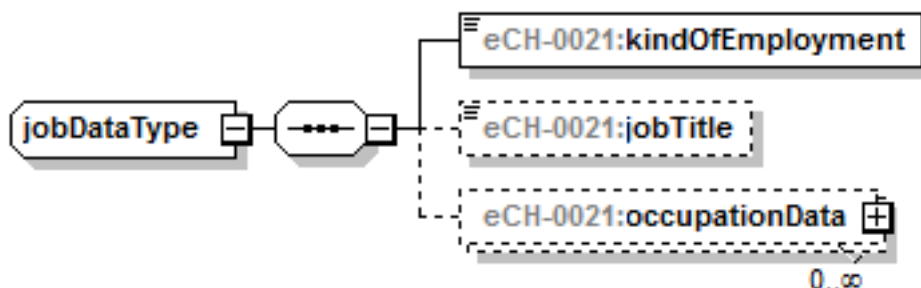 eCH-0021:kindOfEmployment
jobDataType
eCH-0021:jobTitle
eCH-0021:occupationData
0..∞